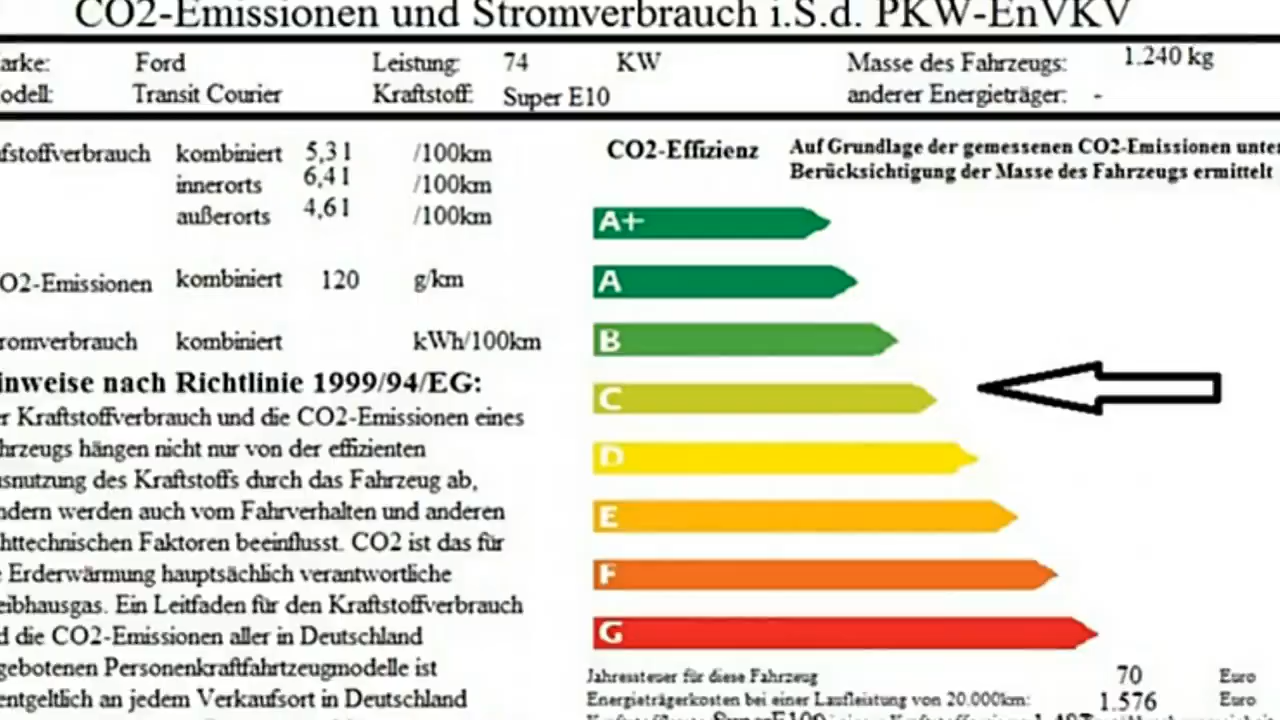 CO2-Emissionen und Stromverbrauch i.S.d. PKW-EnVKV
arke: Ford Leistung: 74 KW Masse des Fahrzeugs: 1.240 kg
odell: Transit Courier Kraftstoff: Super E10 anderer Energieträger: -
fstoffverbrauch kombiniert 5,3 l /100km
innerorts 6,4 l /100km
außerorts 4,6 l /100km
O2-Emissionen kombiniert 120 g/km
romverbrauch kombiniert kWh/100km
inweise nach Richtlinie 1999/94/EG:
r Kraftstoffverbrauch und die CO2-Emissionen eines
hrzeugs hängen nicht nur von der effizienten
snutzung des Kraftstoffs durch das Fahrzeug ab,
ndern werden auch vom Fahrverhalten und anderen
httechnischen Faktoren beeinflusst. CO2 ist das für
e Erderwärmung hauptsächlich verantwortliche
eibhausgas. Ein Leitfaden für den Kraftstoffverbrauch
d die CO2-Emissionen aller in Deutschland
gebotenen Personenkraftfahrtzeugmodelle ist
entgeltlich an jedem Verkaufsort in Deutschland
CO2-Effizienz
Auf Grundlage der gemessenen CO2-Emissionen unter
Berücksichtigung der Masse des Fahrzeugs ermittelt
A+
A
B
C
D
E
F
G
Jahressteuer für diese Fahrzeug 70 Euro
Energieträgerkosten bei einer Laufleistung von 20.000km: 1.576 Euro